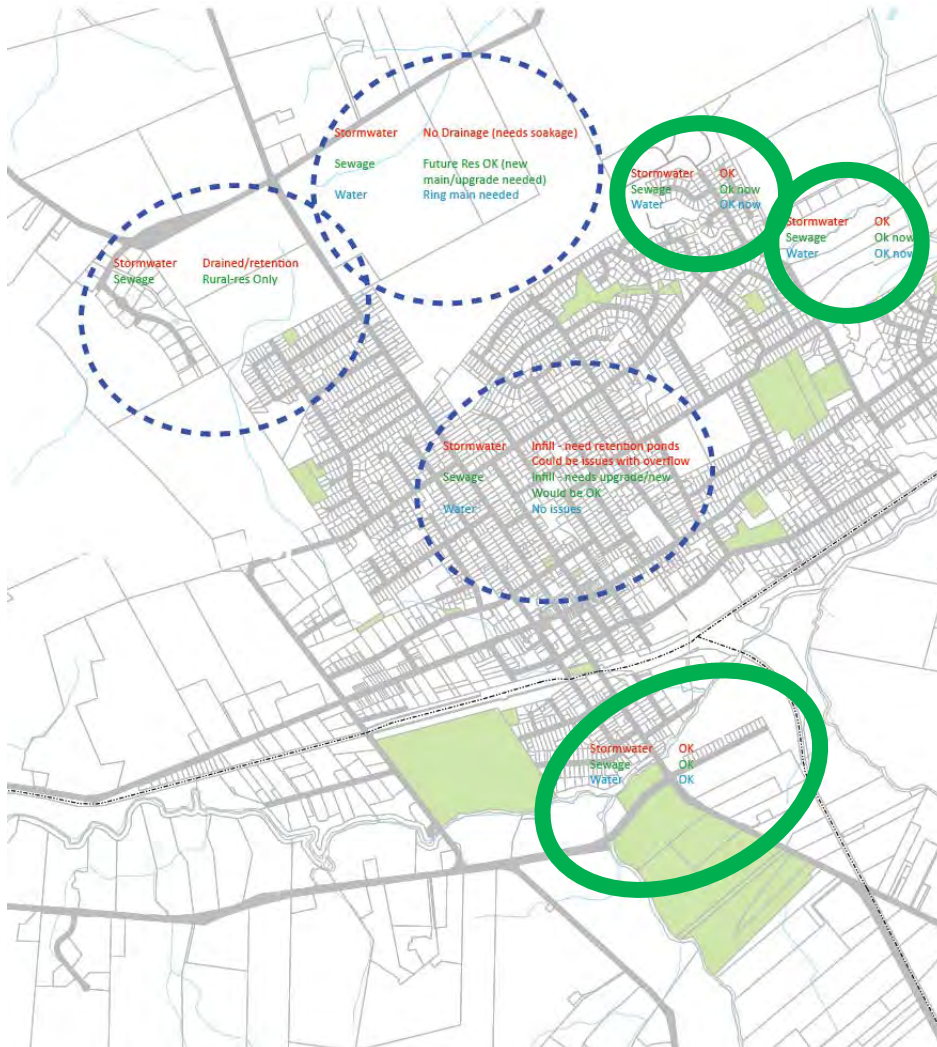 Stormwater No Drainage (needs soakage)
Sewage Future Res OK (new
main/upgrade needed)
Water Ring main needed
Stormwater OK
Sewage OK now
Water OK now
Stormwater OK
Sewage Ok now
Water OK now
Stormwater Drained/retention
Sewage Rural-res Only
Stormwater Infill - need retention ponds
Could be issues with overflow
Sewage Infill - needs upgrade/new
Would be OK
Water No issues
Stormwater OK
Sewage OK
Water OK